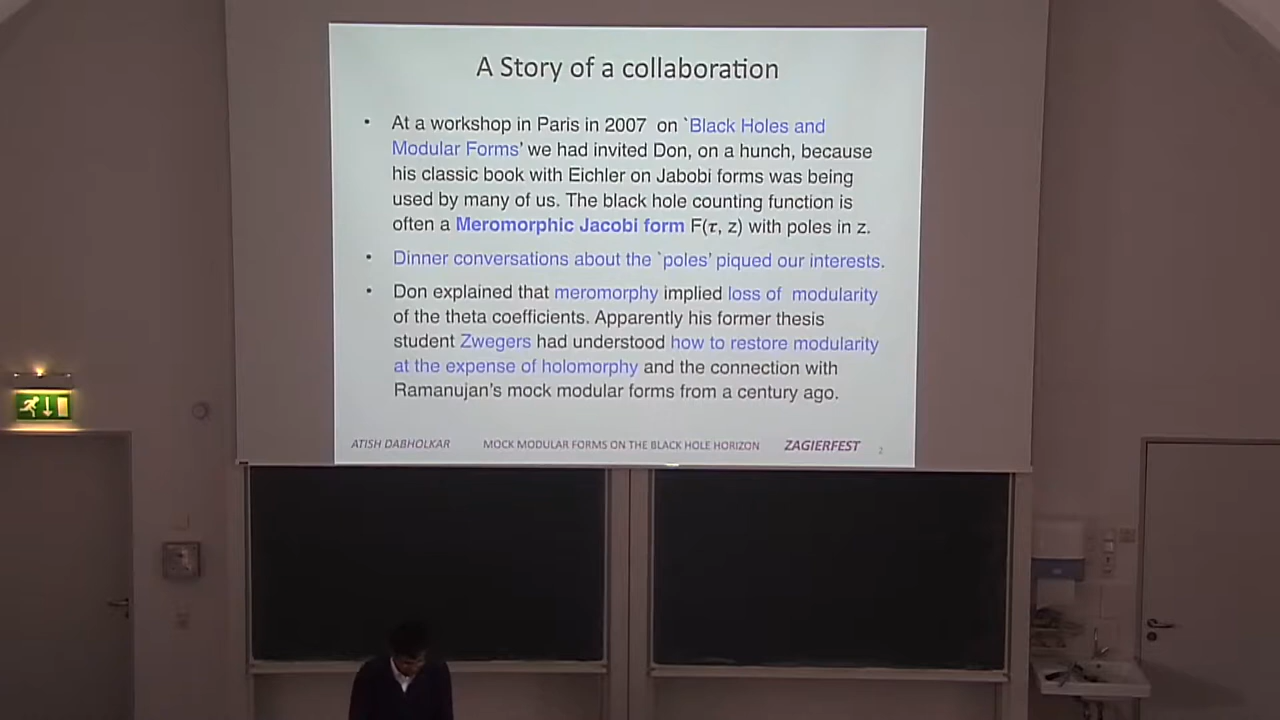 A Story of a collaboration
• At a workshop in Paris in 2007 on `Black Holes and
Modular Forms' we had invited Don, on a hunch, because
his classic book with Eichler on Jabobi forms was being
used by many of us. The black hole counting function is
often a Meromorphic Jacobi form F(τ, z) with poles in z.
• Dinner conversations about the `poles' piqued our interests.
• Don explained that meromorphy implied loss of modularity
of the theta coefficients. Apparently his former thesis
student Zwegers had understood how to restore modularity
at the expense of holomorphy and the connection with
Ramanujan's mock modular forms from a century ago.
ATISH DABHOLKAR MOCK MODULAR FORMS ON THE BLACK HOLE HORIZON ZAGIERFEST 2